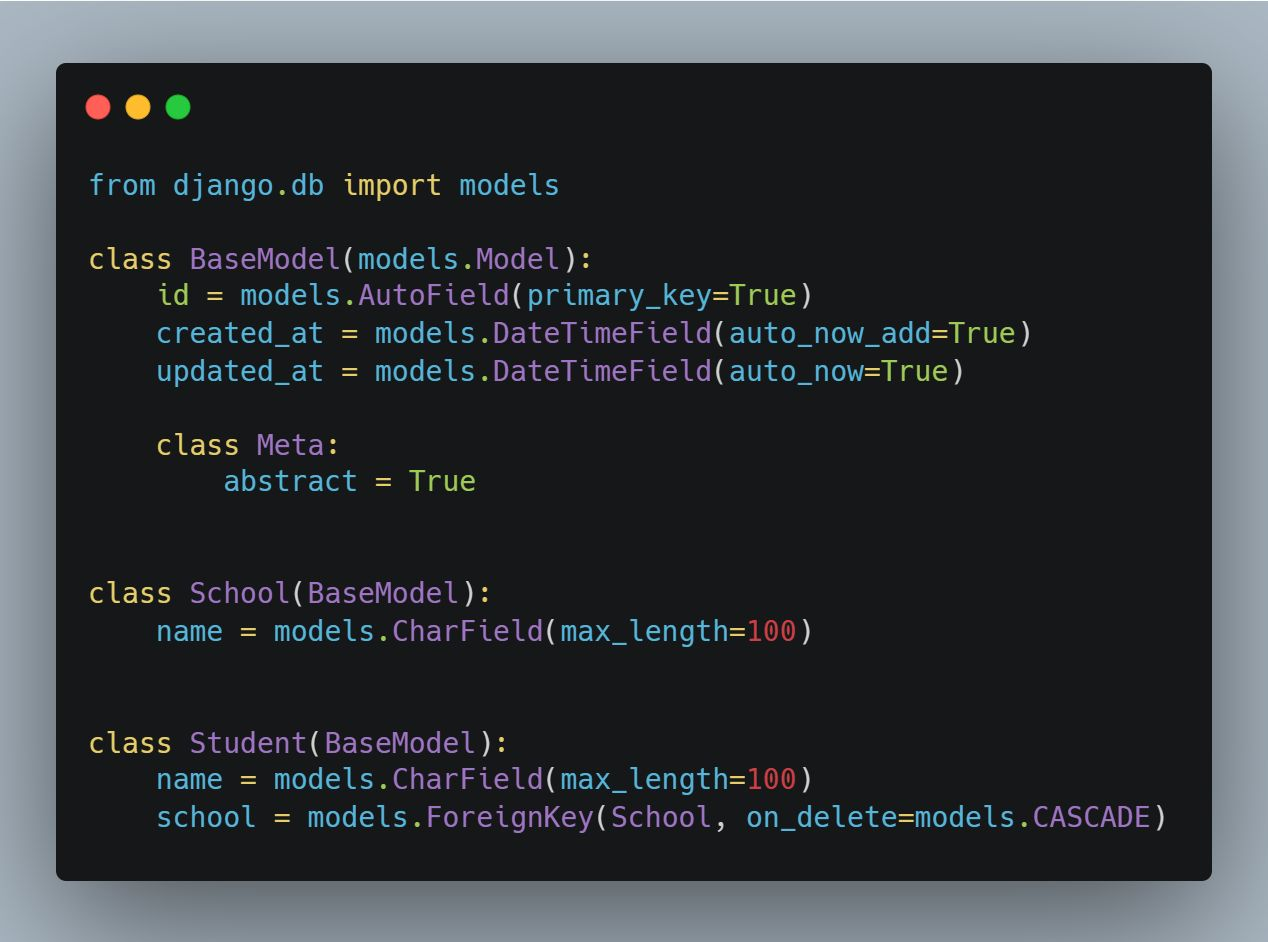 from django.db import models
class BaseModel(models.Model):
    id = models.AutoField(primary_key=True)
    created_at = models.DateTimeField(auto_now_add=True)
    updated_at = models.DateTimeField(auto_now=True)
    class Meta:
        abstract = True
class School(BaseModel):
    name = models.CharField(max_length=100)
class Student(BaseModel):
    name = models.CharField(max_length=100)
    school = models.ForeignKey(School, on_delete=models.CASCADE)